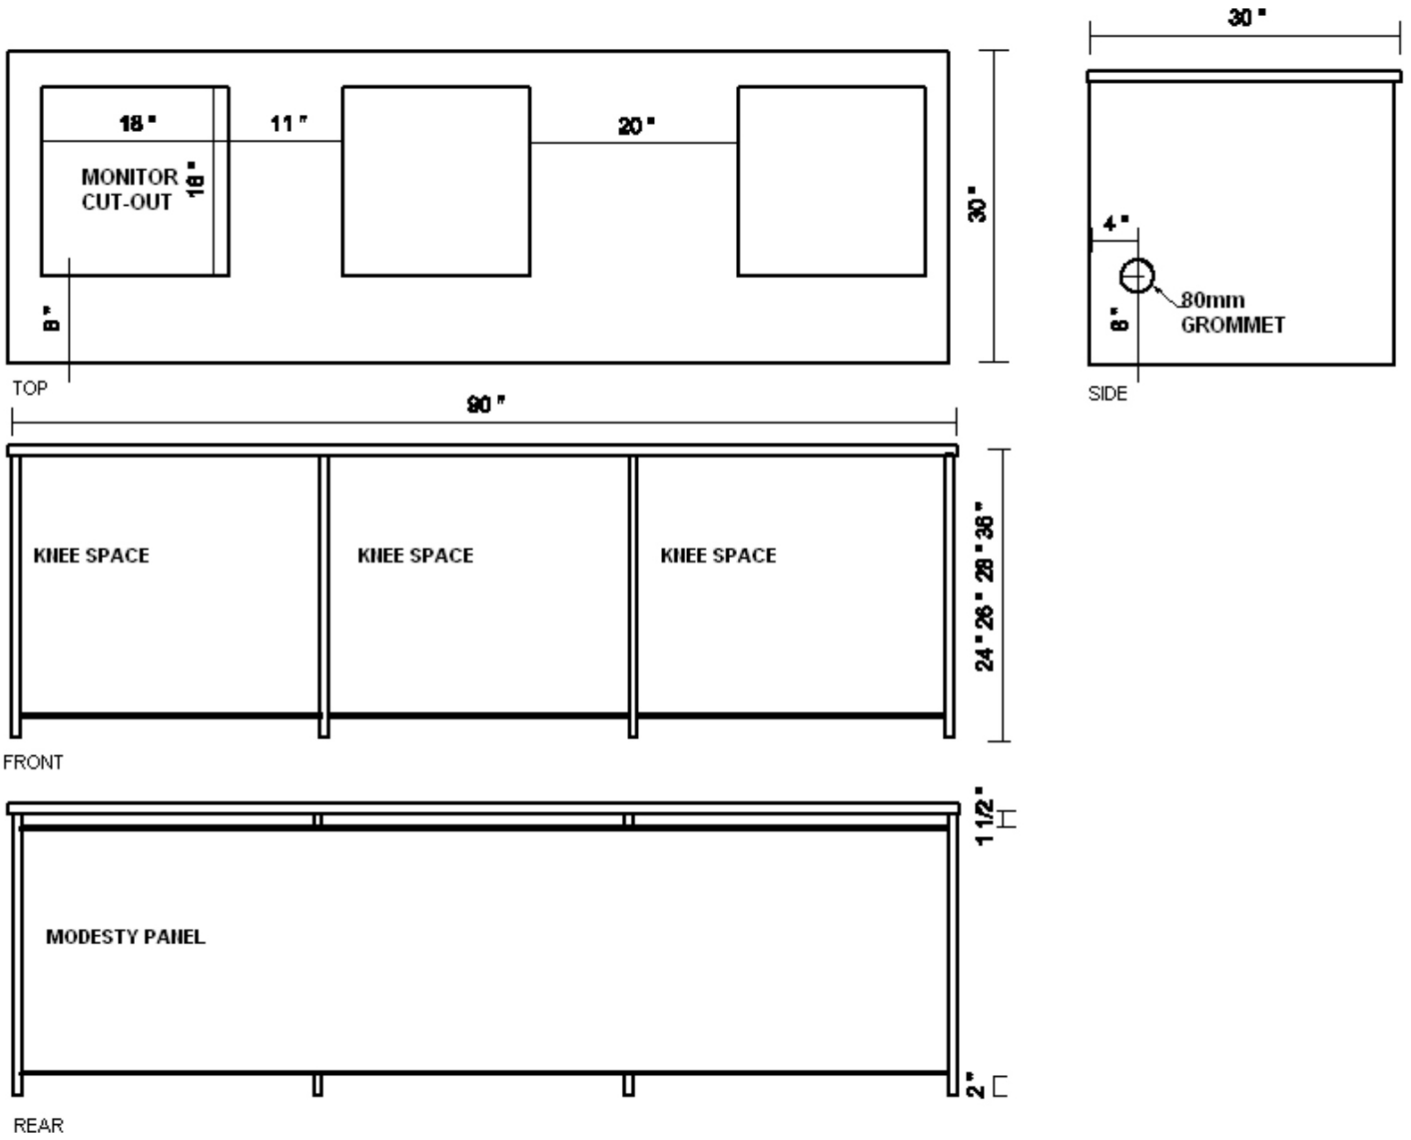 30 "
18 "
11 "
20 "
MONITOR
CUT-OUT
18 "
30 "
8 "
4 "
80mm
GROMMET
8 "
TOP
SIDE
90 "
KNEE SPACE
KNEE SPACE
KNEE SPACE
24 " 26 " 28 " 36 "
FRONT
1 1/2 "
MODESTY PANEL
2 "
REAR